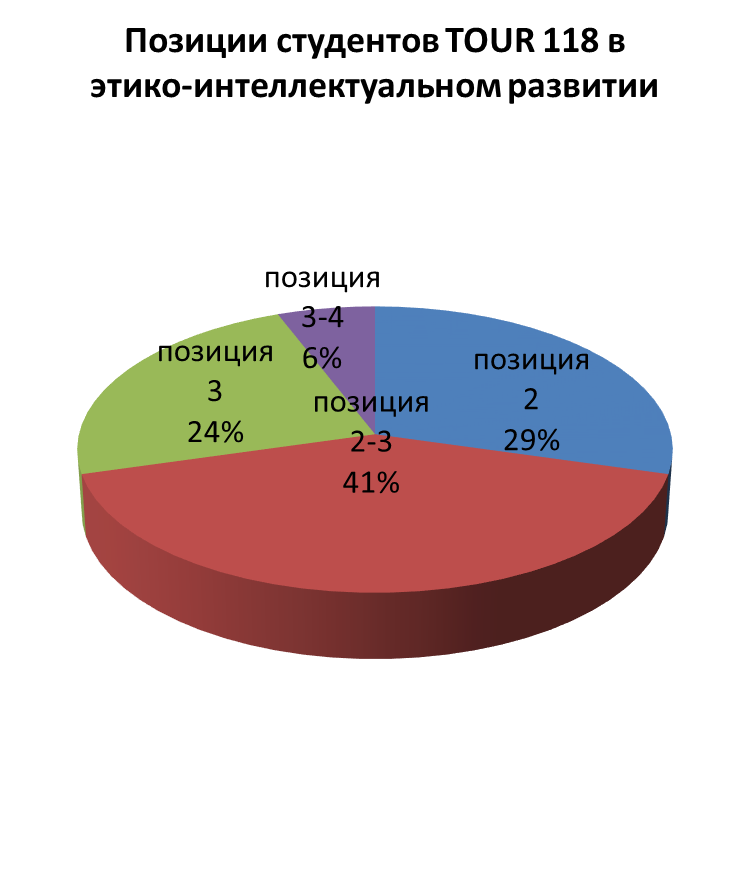 Позиции студентов TOUR 118 в
этико-интеллектуальном развитии
позиция
3-4
6%
позиция
3
24%
позиция
2
29%
позиция
2-3
41%